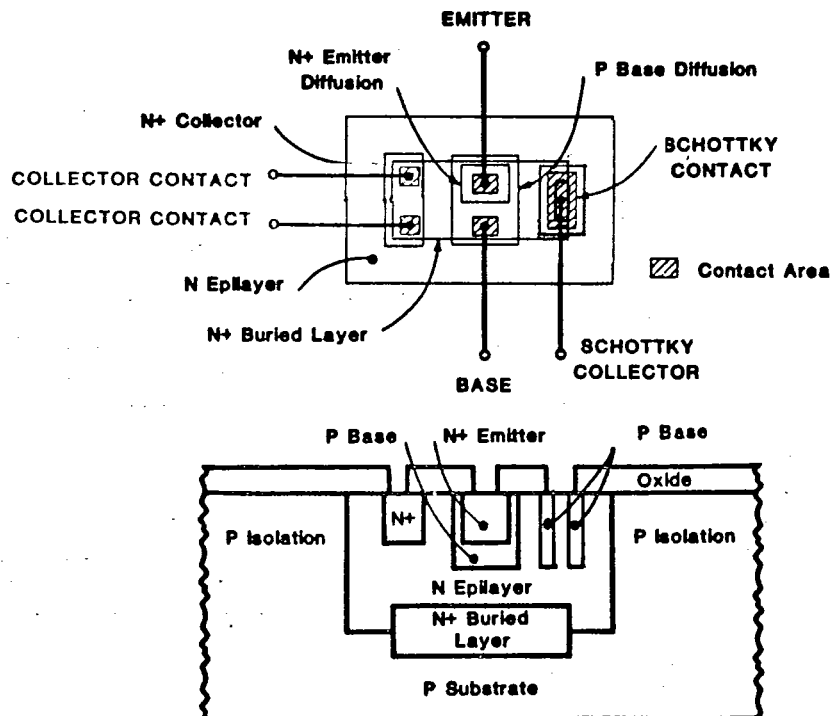 EMITTER
N+ Emitter
Diffusion
P Base Diffusion
N+ Collector
SCHOTTKY
CONTACT
COLLECTOR CONTACT
COLLECTOR CONTACT
N Epilayer
Contact Area
N+ Buried Layer
SCHOTTKY
COLLECTOR
BASE
P Base
N+ Emitter
P Base
Oxide
N+
P Isolation
P Isolation
N Epilayer
N+ Buried
Layer
P Substrate